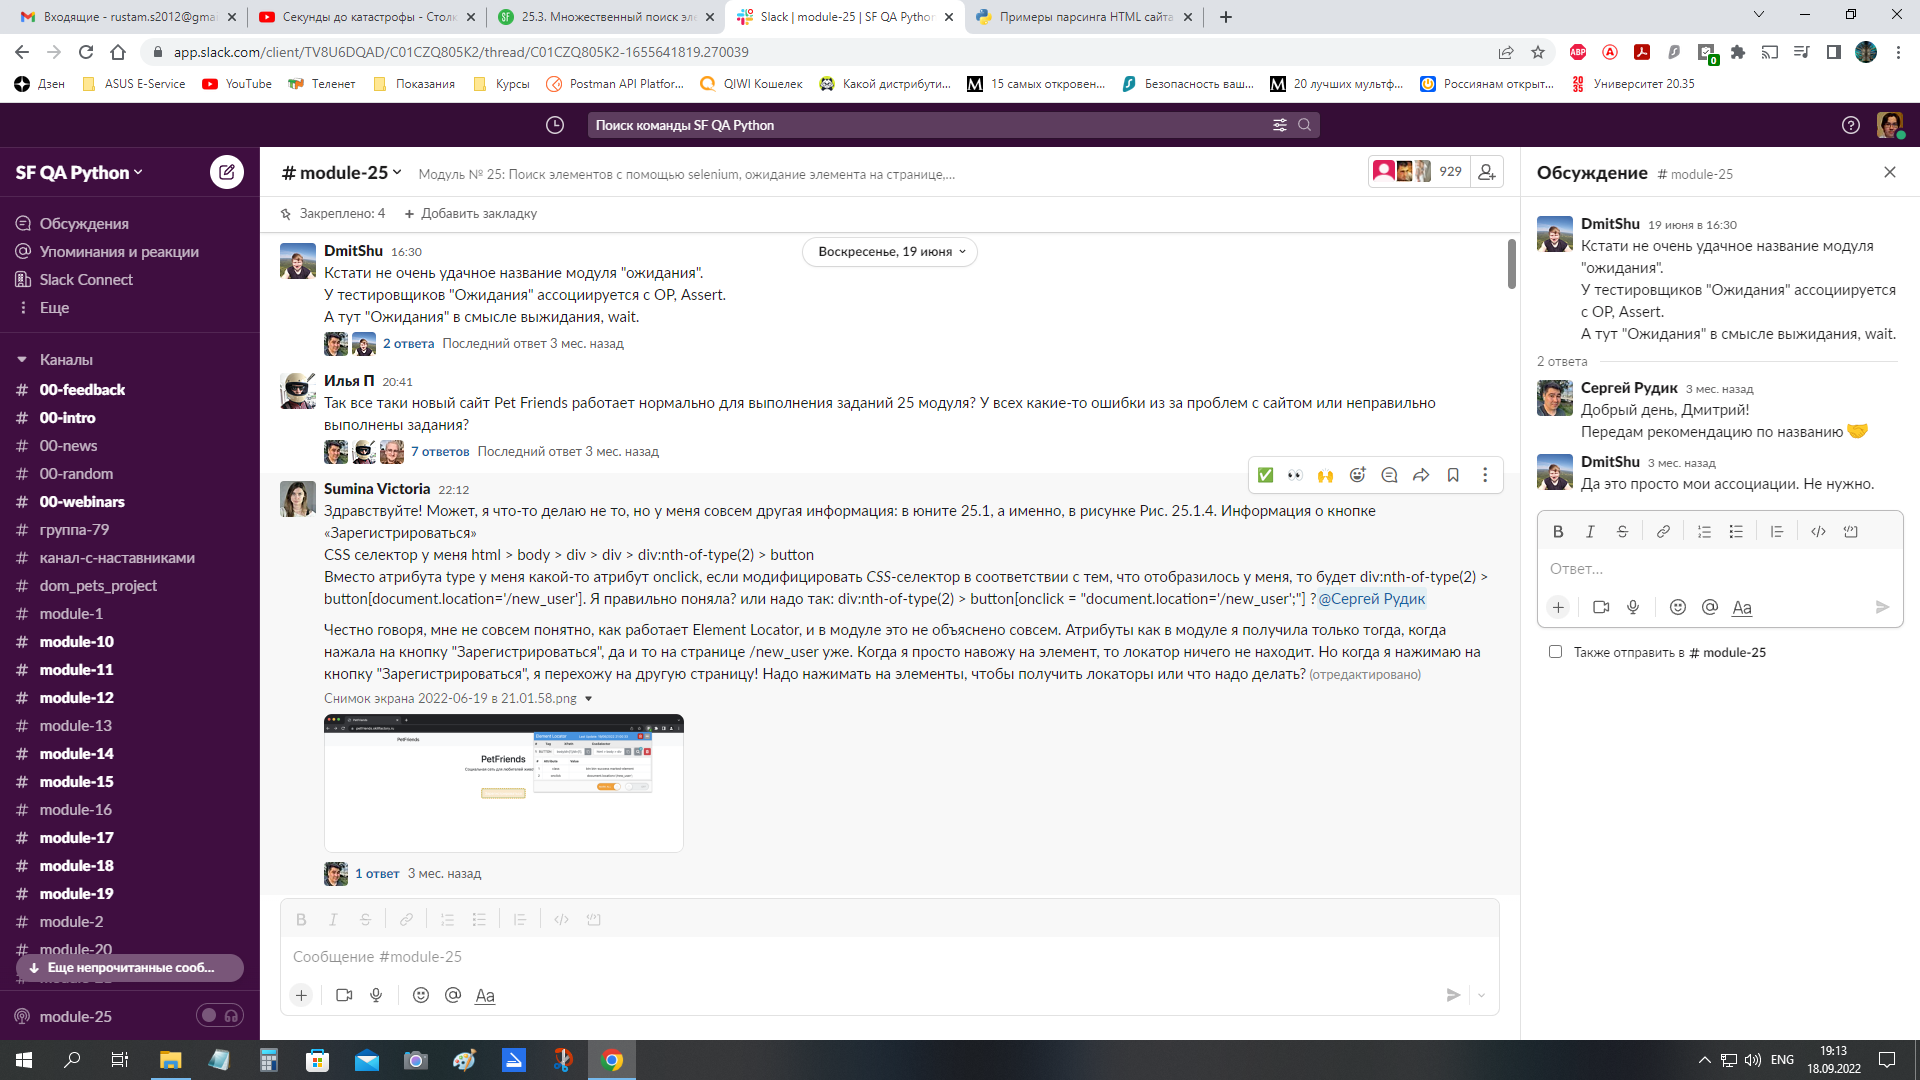 Входящие - rustam.s2012@gmai
Секунды до катастрофы - Столк
25.3. Множественный поиск эле
Slack | module-25 | SF QA Python
Примеры парсинга HTML сайта
app.slack.com/client/TV8U6DQAD/C01CZQ805K2/thread/C01CZQ805K2-1655641819.270039
Дзен
ASUS E-Service
YouTube
Теленет
Показания
Курсы
Postman API Platfor...
QIWI Кошелек
Какой дистрибути...
15 самых откровен...
Безопасность ваш...
20 лучших мультф...
Россиянам открыт...
Университет 20.35
Поиск команды SF QA Python
SF QA Python
Обсуждения
Упоминания и реакции
Slack Connect
Еще
Каналы
# 00-feedback
# 00-intro
# 00-news
# 00-random
# 00-webinars
# группа-79
# канал-с-наставниками
# dom_pets_project
# module-1
# module-10
# module-11
# module-12
# module-13
# module-14
# module-15
# module-16
# module-17
# module-18
# module-19
# module-2
# module-20
Еще непрочитанные сооб...
module-25
# module-25
Модуль № 25: Поиск элементов с помощью selenium, ожидание элемента на странице,...
929
Закреплено: 4
+ Добавить закладку
Воскресенье, 19 июня
DmitShu 16:30
Кстати не очень удачное название модуля "ожидания".
У тестировщиков "Ожидания" ассоциируется с ОР, Assert.
А тут "Ожидания" в смысле выжидания, wait.
2 ответа Последний ответ 3 мес. назад
Илья П 20:41
Так все таки новый сайт Pet Friends работает нормально для выполнения заданий 25 модуля? У всех какие-то ошибки из за проблем с сайтом или неправильно
выполнены задания?
7 ответов Последний ответ 3 мес. назад
Sumina Victoria 22:12
Здравствуйте! Может, я что-то делаю не то, но у меня совсем другая информация: в юните 25.1, а именно, в рисунке Рис. 25.1.4. Информация о кнопке
«Зарегистрироваться»
CSS селектор у меня html > body > div > div > div:nth-of-type(2) > button
Вместо атрибута type у меня какой-то атрибут onclick, если модифицировать CSS-селектор в соответствии с тем, что отобразилось у меня, то будет div:nth-of-type(2) >
button[document.location='/new_user']. Я правильно поняла? или надо так: div:nth-of-type(2) > button[onclick = "document.location='/new_user';"] ?@Сергей Рудик
Честно говоря, мне не совсем понятно, как работает Element Locator, и в модуле это не объяснено совсем. Атрибуты как в модуле я получила только тогда, когда
нажала на кнопку "Зарегистрироваться", да и то на странице /new_user уже. Когда я просто навожу на элемент, то локатор ничего не находит. Но когда я нажимаю на
кнопку "Зарегистрироваться", я перехожу на другую страницу! Надо нажимать на элементы, чтобы получить локаторы или что надо делать? (отредактировано)
Снимок экрана 2022-06-19 в 21.01.58.png
PetFriends
PetFriends
Element Locator
1 ответ 3 мес. назад
Сообщение #module-25
Aa
Обсуждение # module-25
DmitShu 19 июня в 16:30
Кстати не очень удачное название модуля
"ожидания".
У тестировщиков "Ожидания" ассоциируется
с ОР, Assert.
А тут "Ожидания" в смысле выжидания, wait.
2 ответа
Сергей Рудик 3 мес. назад
Добрый день, Дмитрий!
Передам рекомендацию по названию
DmitShu 3 мес. назад
Да это просто мои ассоциации. Не нужно.
Ответ...
Aa
Также отправить в # module-25
ENG
19:13
18.09.2022